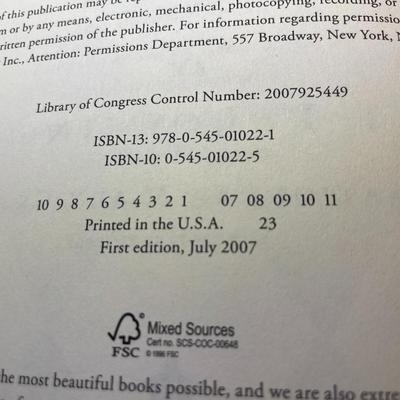 of this publication may be rep
m or by any means, electronic, mechanical, photocopying, recording, or
written permission of the publisher. For information regarding permissio
Inc., Attention: Permissions Department, 557 Broadway, New York, N
Library of Congress Control Number: 2007925449
ISBN-13: 978-0-545-01022-1
ISBN-10: 0-545-01022-5
10 9 8 7 6 5 4 3 2 1 07 08 09 10 11
Printed in the U.S.A. 23
First edition, July 2007
FSC
Mixed Sources
Cert no. SCS-COC-00648
© 1996 FSC
he most beautiful books possible, and we are also extre